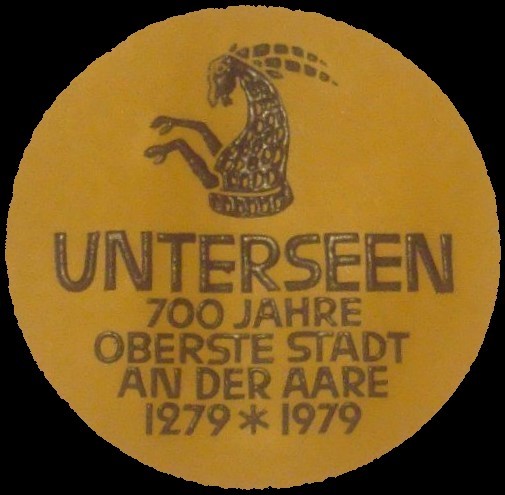 UNTERSEEN
700 JAHRE
OBERSTE STADT
AN DER AARE
1279 * 1979